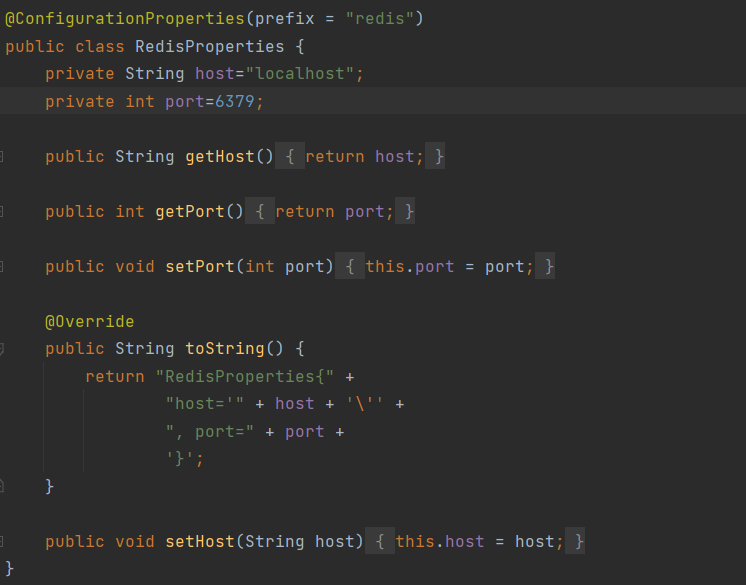 @ConfigurationProperties(prefix = "redis")
public class RedisProperties {
    private String host="localhost";
    private int port=6379;

    public String getHost() { return host; }

    public int getPort() { return port; }

    public void setPort(int port) { this.port = port; }

    @Override
    public String toString() {
        return "RedisProperties{" +
                "host='" + host + '\'' +
                ", port=" + port +
                '}';
    }

    public void setHost(String host) { this.host = host; }
}